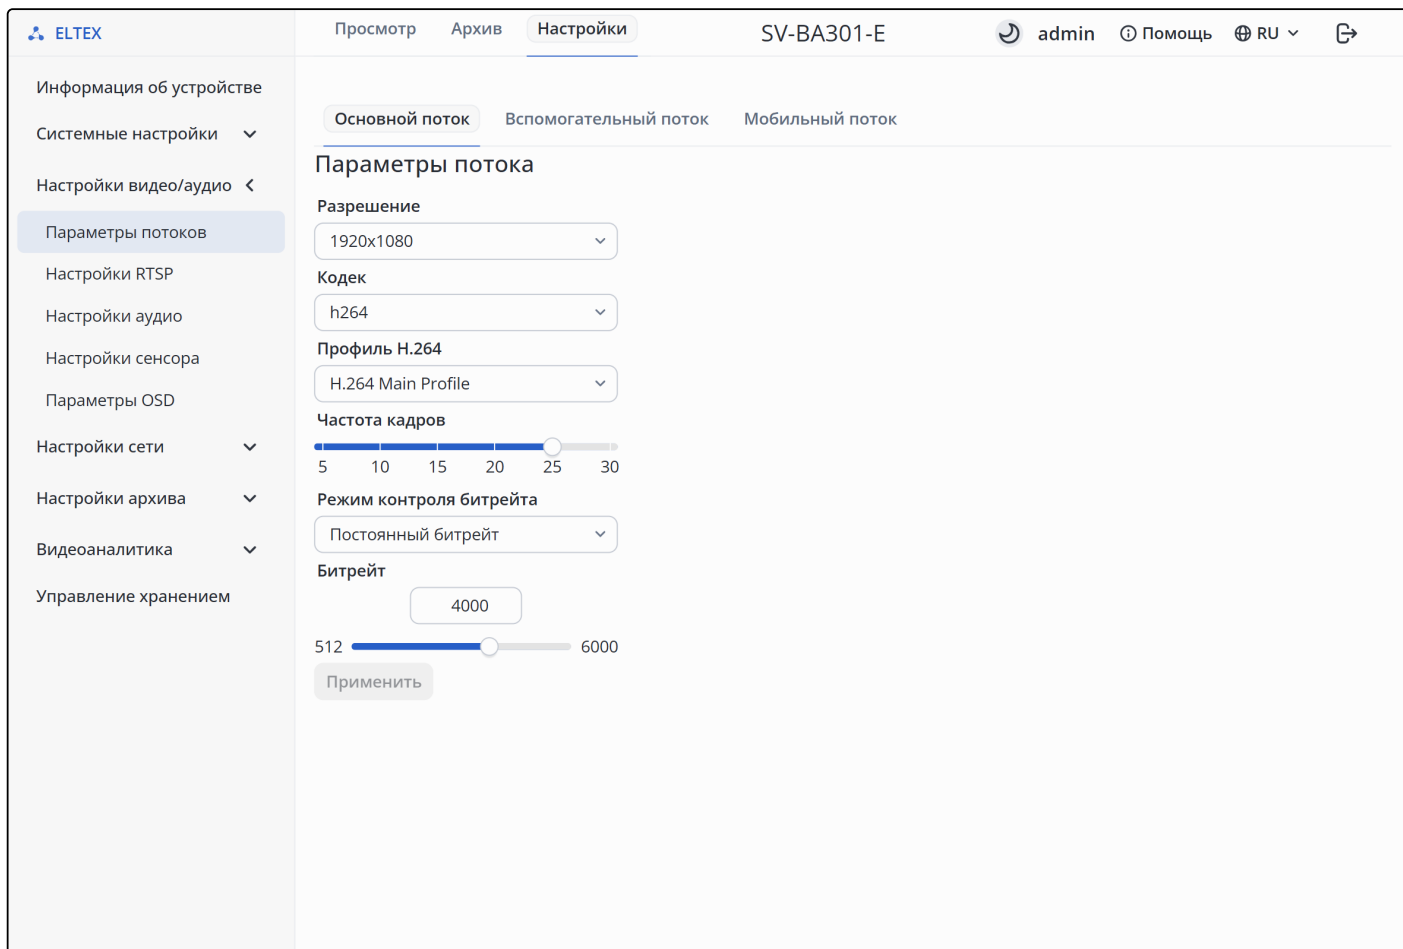 ELTEX
Просмотр Архив Настройки SV-BA301-E admin Помощь RU
Информация об устройстве
Системные настройки
Настройки видео/аудио
Параметры потоков
Настройки RTSP
Настройки аудио
Настройки сенсора
Параметры OSD
Настройки сети
Настройки архива
Видеоаналитика
Управление хранением
Основной поток Вспомогательный поток Мобильный поток
Параметры потока
Разрешение
1920x1080
Кодек
h264
Профиль H.264
H.264 Main Profile
Частота кадров
5 10 15 20 25 30
Режим контроля битрейта
Постоянный битрейт
Битрейт
4000
512 6000
Применить